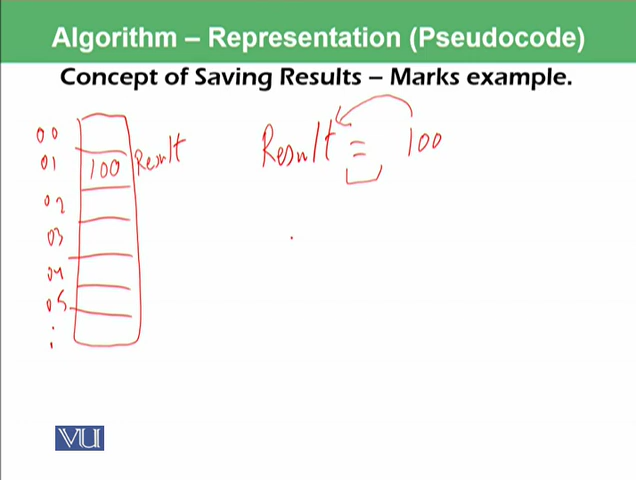 Algorithm – Representation (Pseudocode)
Concept of Saving Results – Marks example.
00
01 100 Result
02
03
04
05
Result = 100
VU